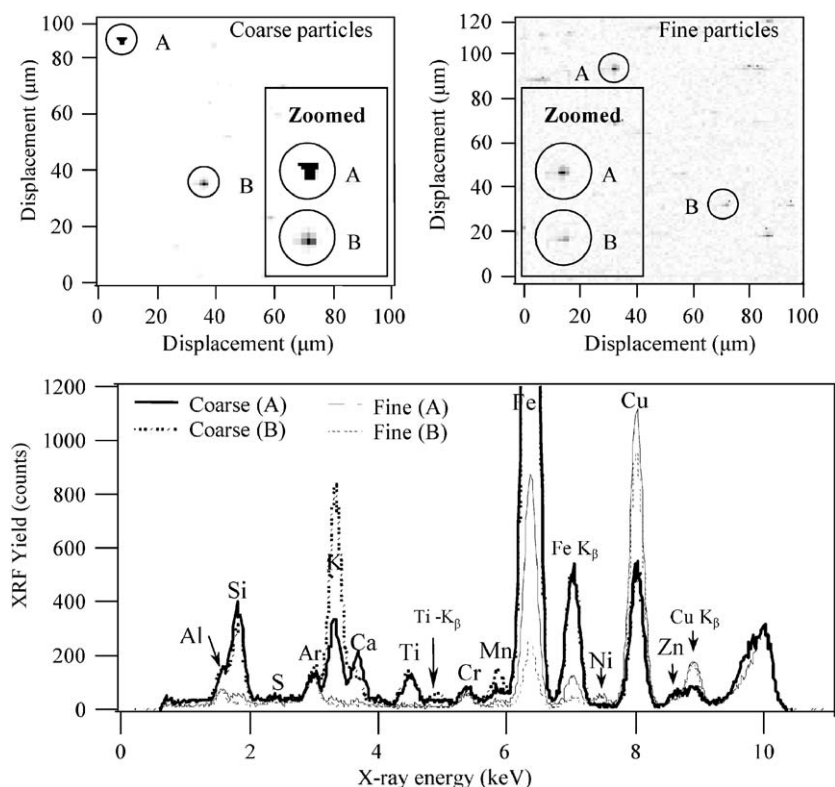 Coarse particles
Displacement (µm)
100
80
60
40
20
0
A
B
Zoomed
A
B
0 20 40 60 80 100
Displacement (µm)
Fine particles
Displacement (µm)
120
100
80
60
40
20
0
A
B
Zoomed
A
B
0 20 40 60 80 100
Displacement (µm)
XRF Yield (counts)
1200
1000
800
600
400
200
0
Coarse (A)
Coarse (B)
Fine (A)
Fine (B)
Al
Si
S
Ar
K
Ca
Ti
Ti -Kβ
Cr
Mn
Fe
Fe Kβ
Ni
Cu
Zn
Cu Kβ
0 2 4 6 8 10
X-ray energy (keV)